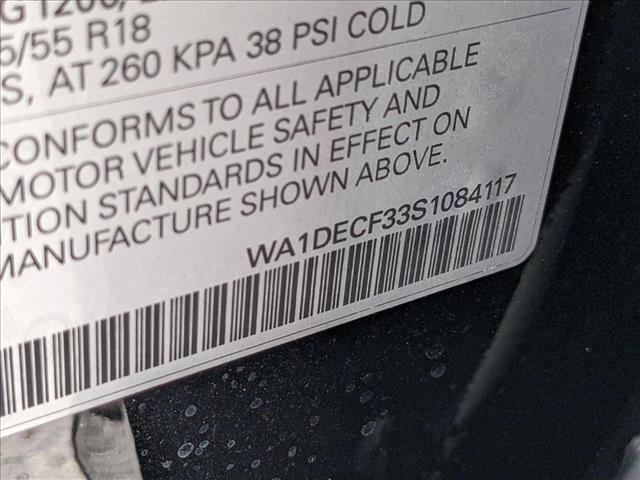 G 1200,
5/55 R18
S, AT 260 KPA 38 PSI COLD
CONFORMS TO ALL APPLICABLE
MOTOR VEHICLE SAFETY AND
TION STANDARDS IN EFFECT ON
MANUFACTURE SHOWN ABOVE.
WA1DECF33S1084117